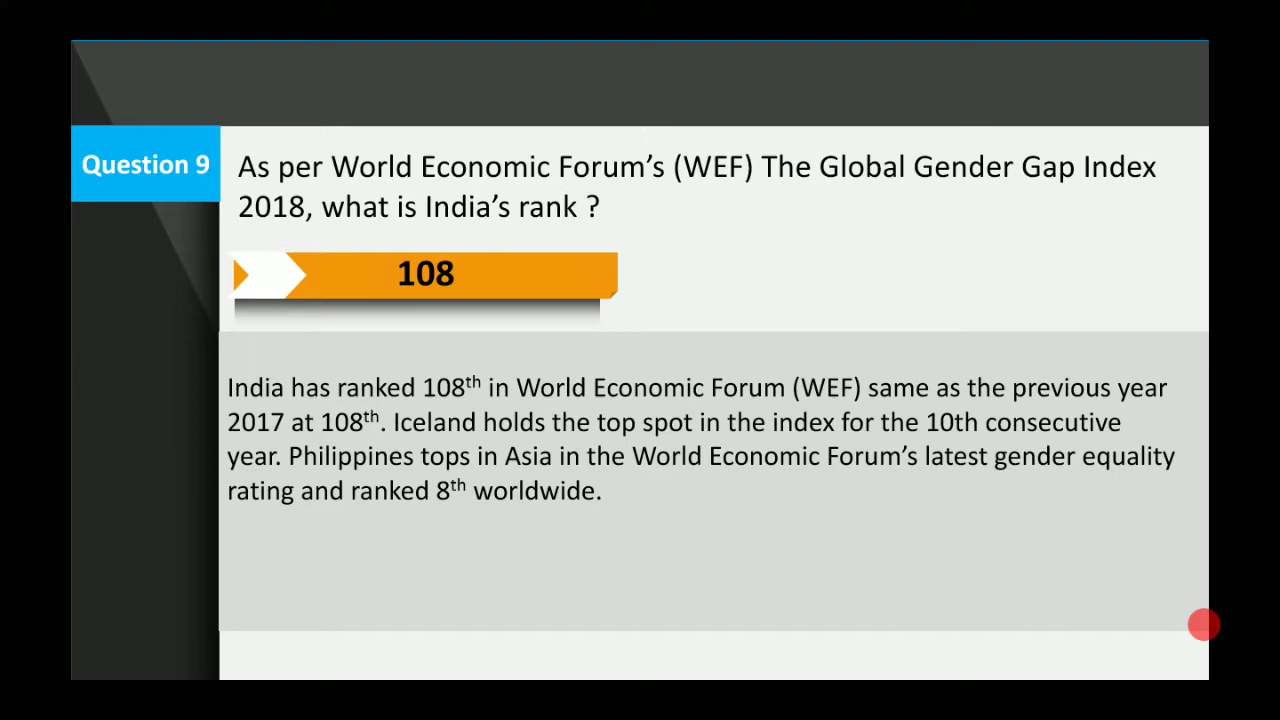 Question 9
As per World Economic Forum’s (WEF) The Global Gender Gap Index
2018, what is India’s rank ?
108
India has ranked 108th in World Economic Forum (WEF) same as the previous year
2017 at 108th. Iceland holds the top spot in the index for the 10th consecutive
year. Philippines tops in Asia in the World Economic Forum’s latest gender equality
rating and ranked 8th worldwide.